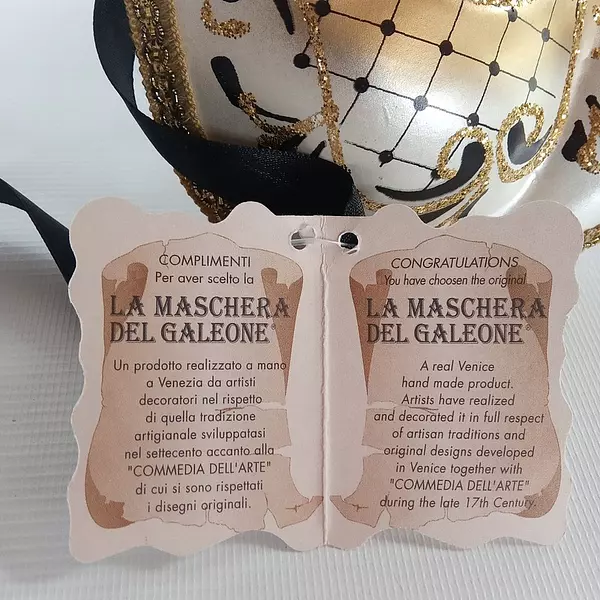 COMPLIMENTI
Per aver scelto la
LA MASCHERA
DEL GALEONE®
Un prodotto realizzato a mano
a Venezia da artisti
decoratori nel rispetto
di quella tradizione
artigianale sviluppatasi
nel settecento accanto alla
"COMMEDIA DELL'ARTE"
di cui si sono rispettati
i disegni originali.
CONGRATULATIONS
You have choosen the original
LA MASCHERA
DEL GALEONE®
A real Venice
hand made product.
Artists have realized
and decorated it in full respect
of artisan traditions and
original designs developed
in Venice together with
"COMMEDIA DELL'ARTE"
during the late 17th Century.